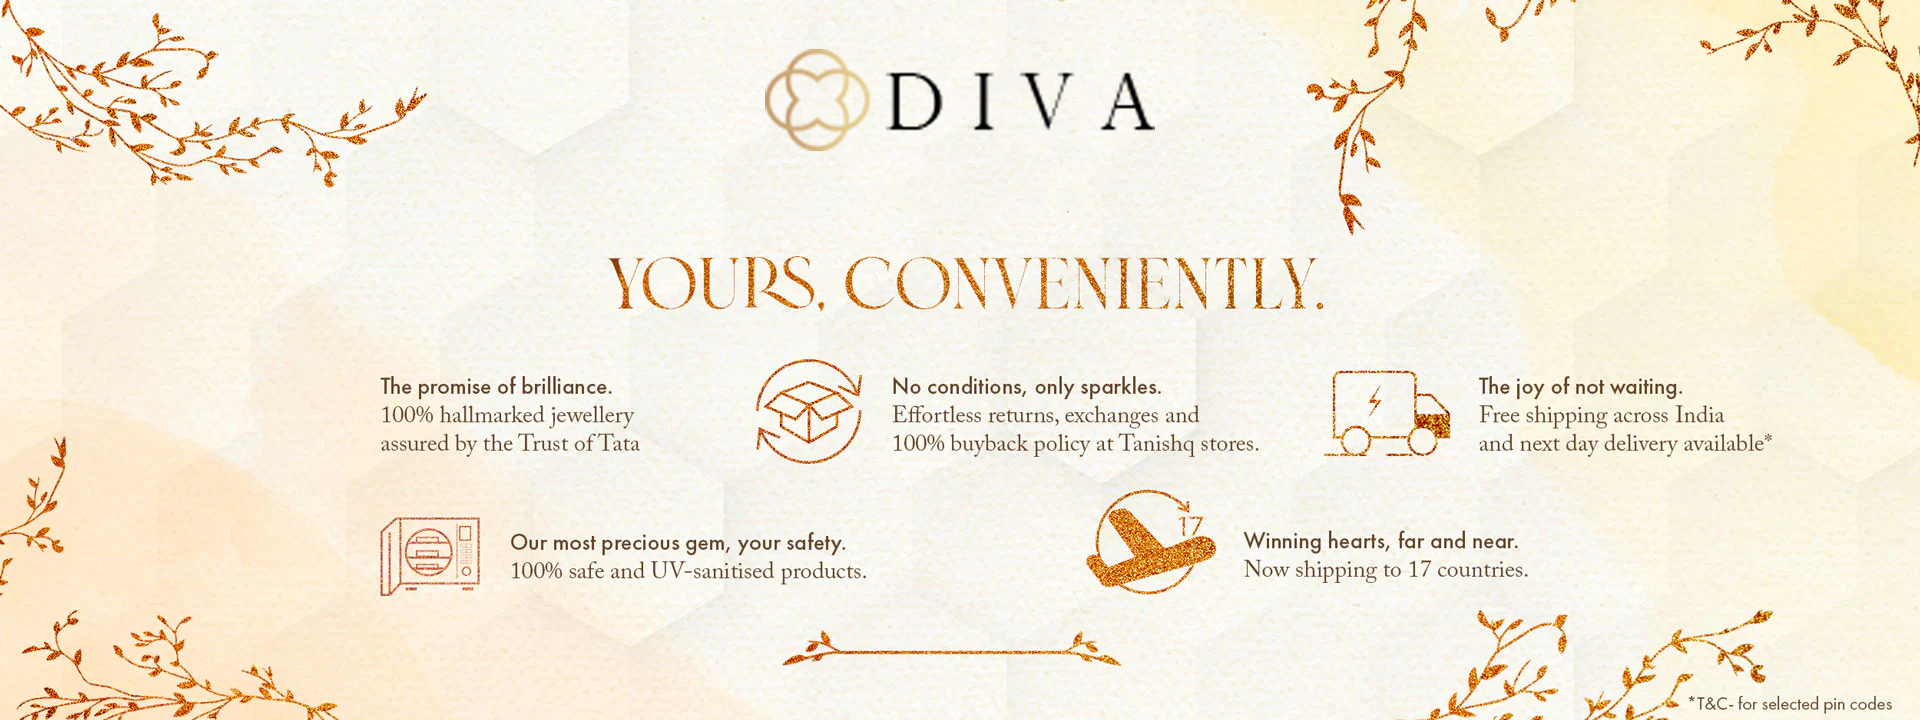 DIVA
YOURS, CONVENIENTLY.
The promise of brilliance.
100% hallmarked jewellery
assured by the Trust of Tata
No conditions, only sparkles.
Effortless returns, exchanges and
100% buyback policy at Tanishq stores.
The joy of not waiting.
Free shipping across India
and next day delivery available*
Our most precious gem, your safety.
100% safe and UV-sanitised products.
17
Winning hearts, far and near.
Now shipping to 17 countries.
*T&C- for selected pin codes